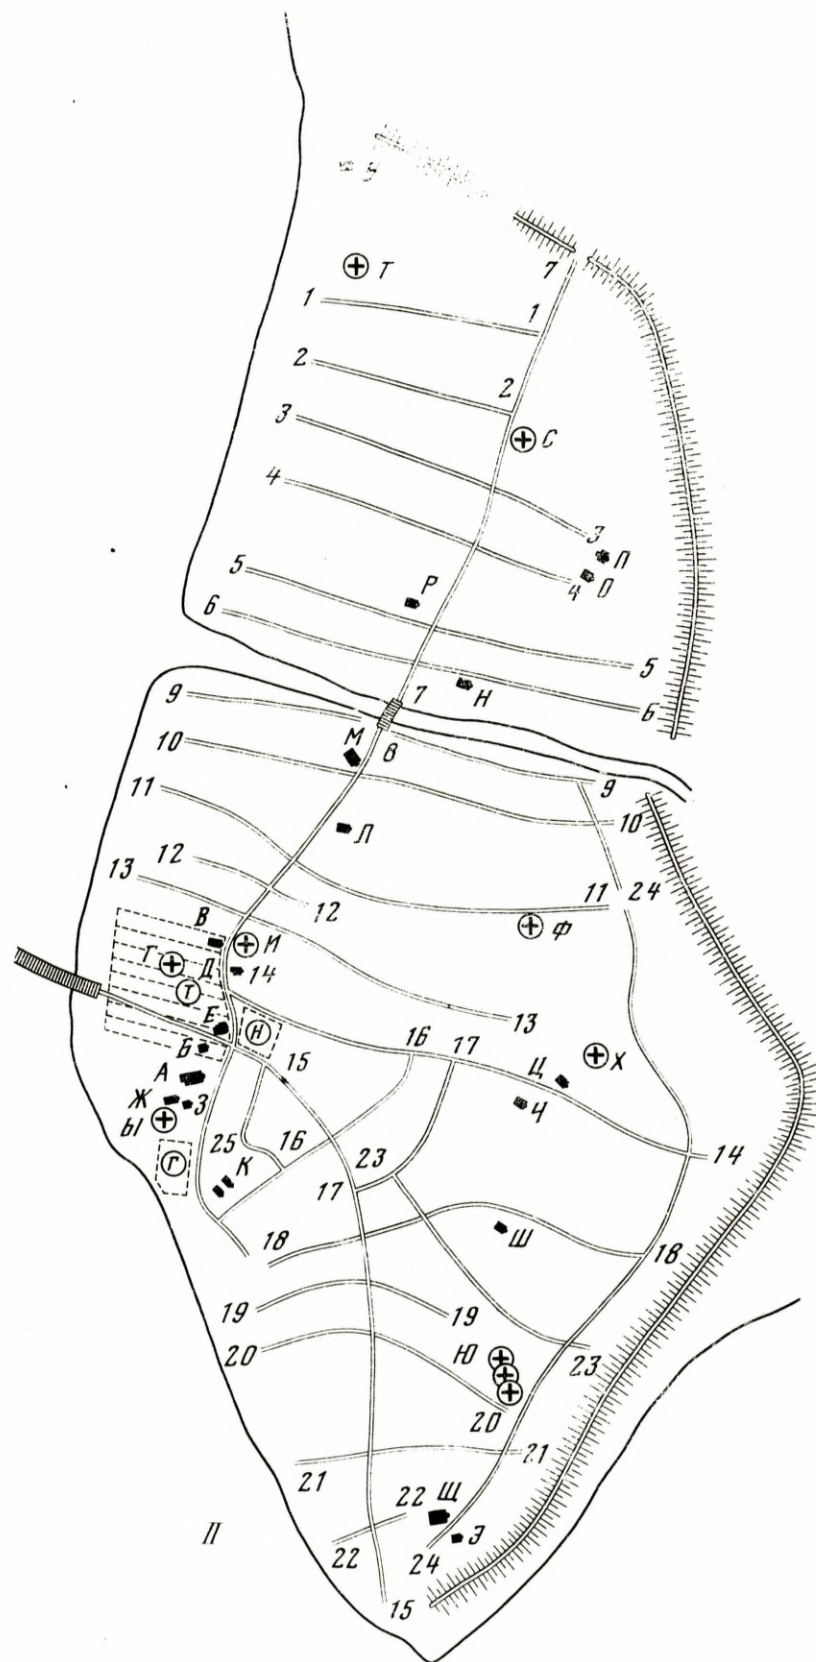 У
Т
7
1 1
2 2
С
3
4
3
П
4 О
5 Р
6
5
7 Н
6
9
М 8
10
9
11
10
Л
12
13
11 24
12
В
И Ф
Г Д 14
Т
Е Н 13
Б 15 16 17
Х
А Ц
Ж З Ч
Ы
25 16
Г К 23 14
17
18 Ш
18
19 19
20 Ю 23
20
21 21
22 Щ
II
22 Э
24
15